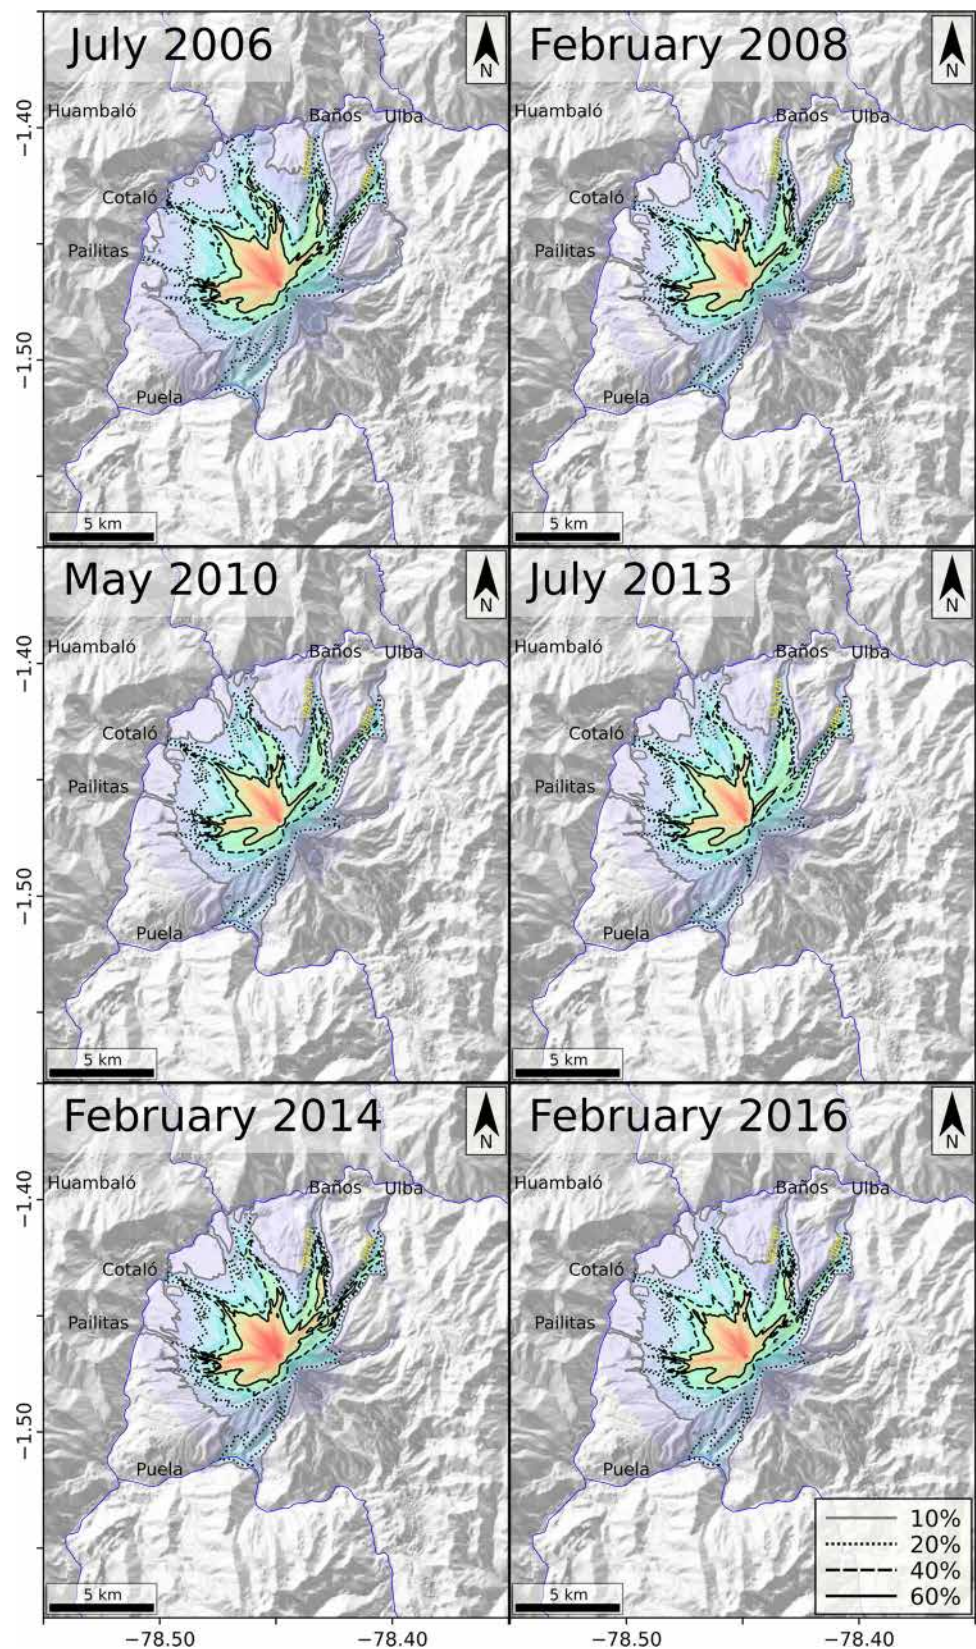 July 2006
N
February 2008
N
−1.40
Huambaló
Baños
Ulba
Huambaló
Baños
Ulba
Cotaló
Cotaló
Pailitas
Pailitas
−1.50
Puela
Puela
5 km
5 km
May 2010
N
July 2013
N
−1.40
Huambaló
Baños
Ulba
Huambaló
Baños
Ulba
Cotaló
Cotaló
Pailitas
Pailitas
−1.50
Puela
Puela
5 km
5 km
February 2014
N
February 2016
N
−1.40
Huambaló
Baños
Ulba
Huambaló
Baños
Ulba
Cotaló
Cotaló
Pailitas
Pailitas
−1.50
Puela
Puela
10%
20%
40%
60%
5 km
5 km
−78.50
−78.40
−78.50
−78.40